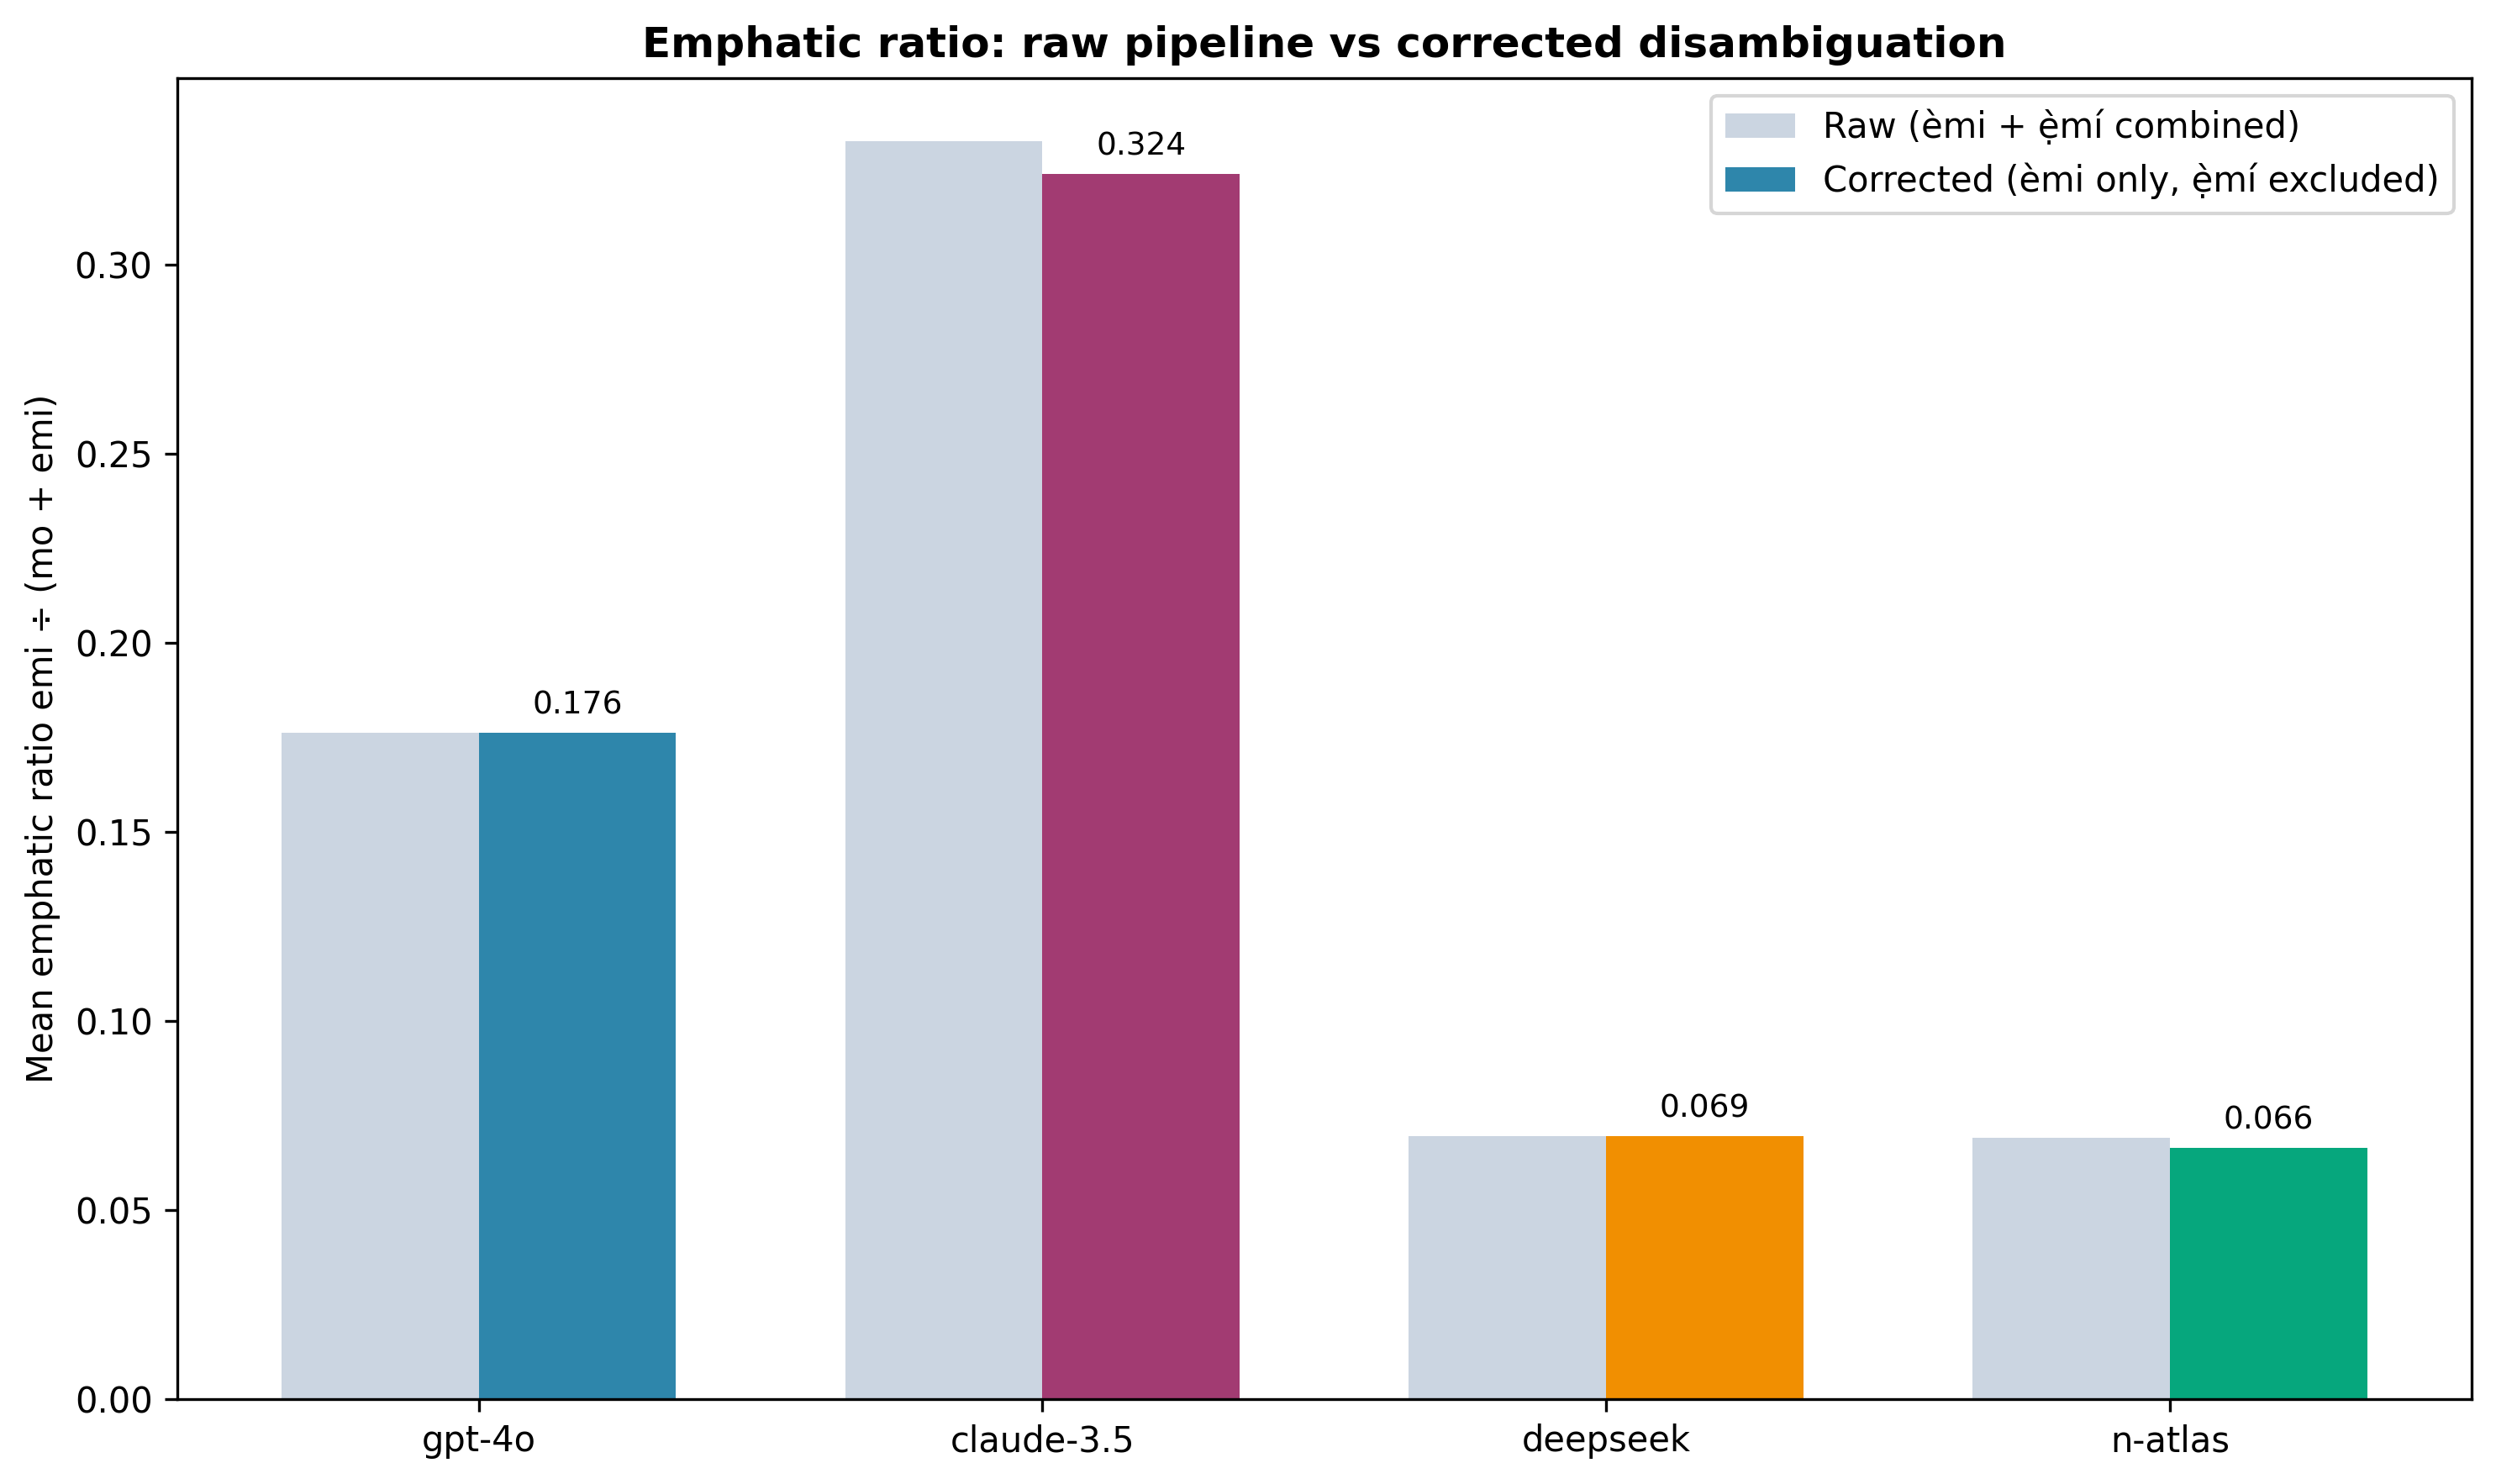 Emphatic ratio: raw pipeline vs corrected disambiguation
Raw (èmi + ẹ̀mí combined)
Corrected (èmi only, ẹ̀mí excluded)
Mean emphatic ratio emi ÷ (mo + emi)
0.30
0.25
0.20
0.15
0.10
0.05
0.00
0.176
0.324
0.069
0.066
gpt-4o
claude-3.5
deepseek
n-atlas